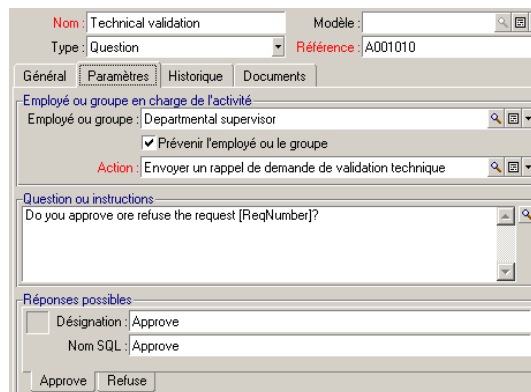 Nom : Technical validation Modèle :
Type : Question Référence : A001010
Général Paramètres Historique Documents
Employé ou groupe en charge de l'activité
Employé ou groupe : Departmental supervisor
Prévenir l'employé ou le groupe
Action : Envoyer un rappel de demande de validation technique
Question ou instructions
Do you approve ore refuse the request [ReqNumber]?
Réponses possibles
Désignation : Approve
Nom SQL : Approve
Approve Refuse